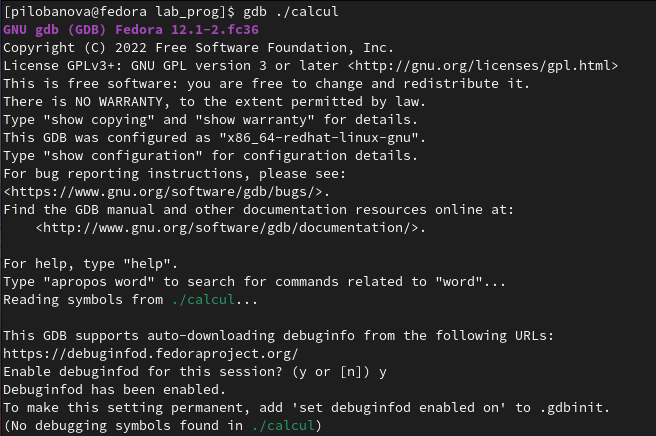 [pilobanova@fedora lab_prog]$ gdb ./calcul
GNU gdb (GDB) Fedora 12.1-2.fc36
Copyright (C) 2022 Free Software Foundation, Inc.
License GPLv3+: GNU GPL version 3 or later <http://gnu.org/licenses/gpl.html>
This is free software: you are free to change and redistribute it.
There is NO WARRANTY, to the extent permitted by law.
Type "show copying" and "show warranty" for details.
This GDB was configured as "x86_64-redhat-linux-gnu".
Type "show configuration" for configuration details.
For bug reporting instructions, please see:
<https://www.gnu.org/software/gdb/bugs/>.
Find the GDB manual and other documentation resources online at:
    <http://www.gnu.org/software/gdb/documentation/>.

For help, type "help".
Type "apropos word" to search for commands related to "word"...
Reading symbols from ./calcul...

This GDB supports auto-downloading debuginfo from the following URLs:
https://debuginfod.fedoraproject.org/
Enable debuginfod for this session? (y or [n]) y
Debuginfod has been enabled.
To make this setting permanent, add 'set debuginfod enabled on' to .gdbinit.
(No debugging symbols found in ./calcul)